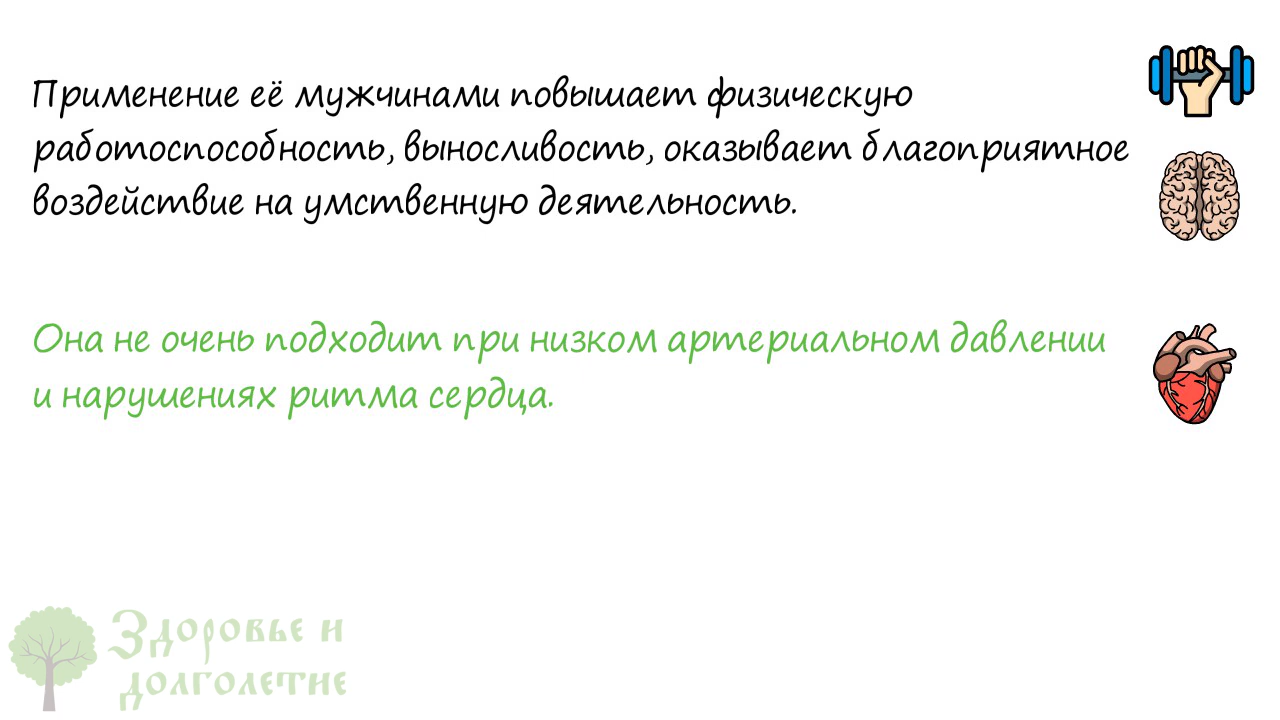 Применение её мужчинами повышает физическую
работоспособность, выносливость, оказывает благоприятное
воздействие на умственную деятельность.
Она не очень подходит при низком артериальном давлении
и нарушениях ритма сердца.
Здоровье и
долголетие